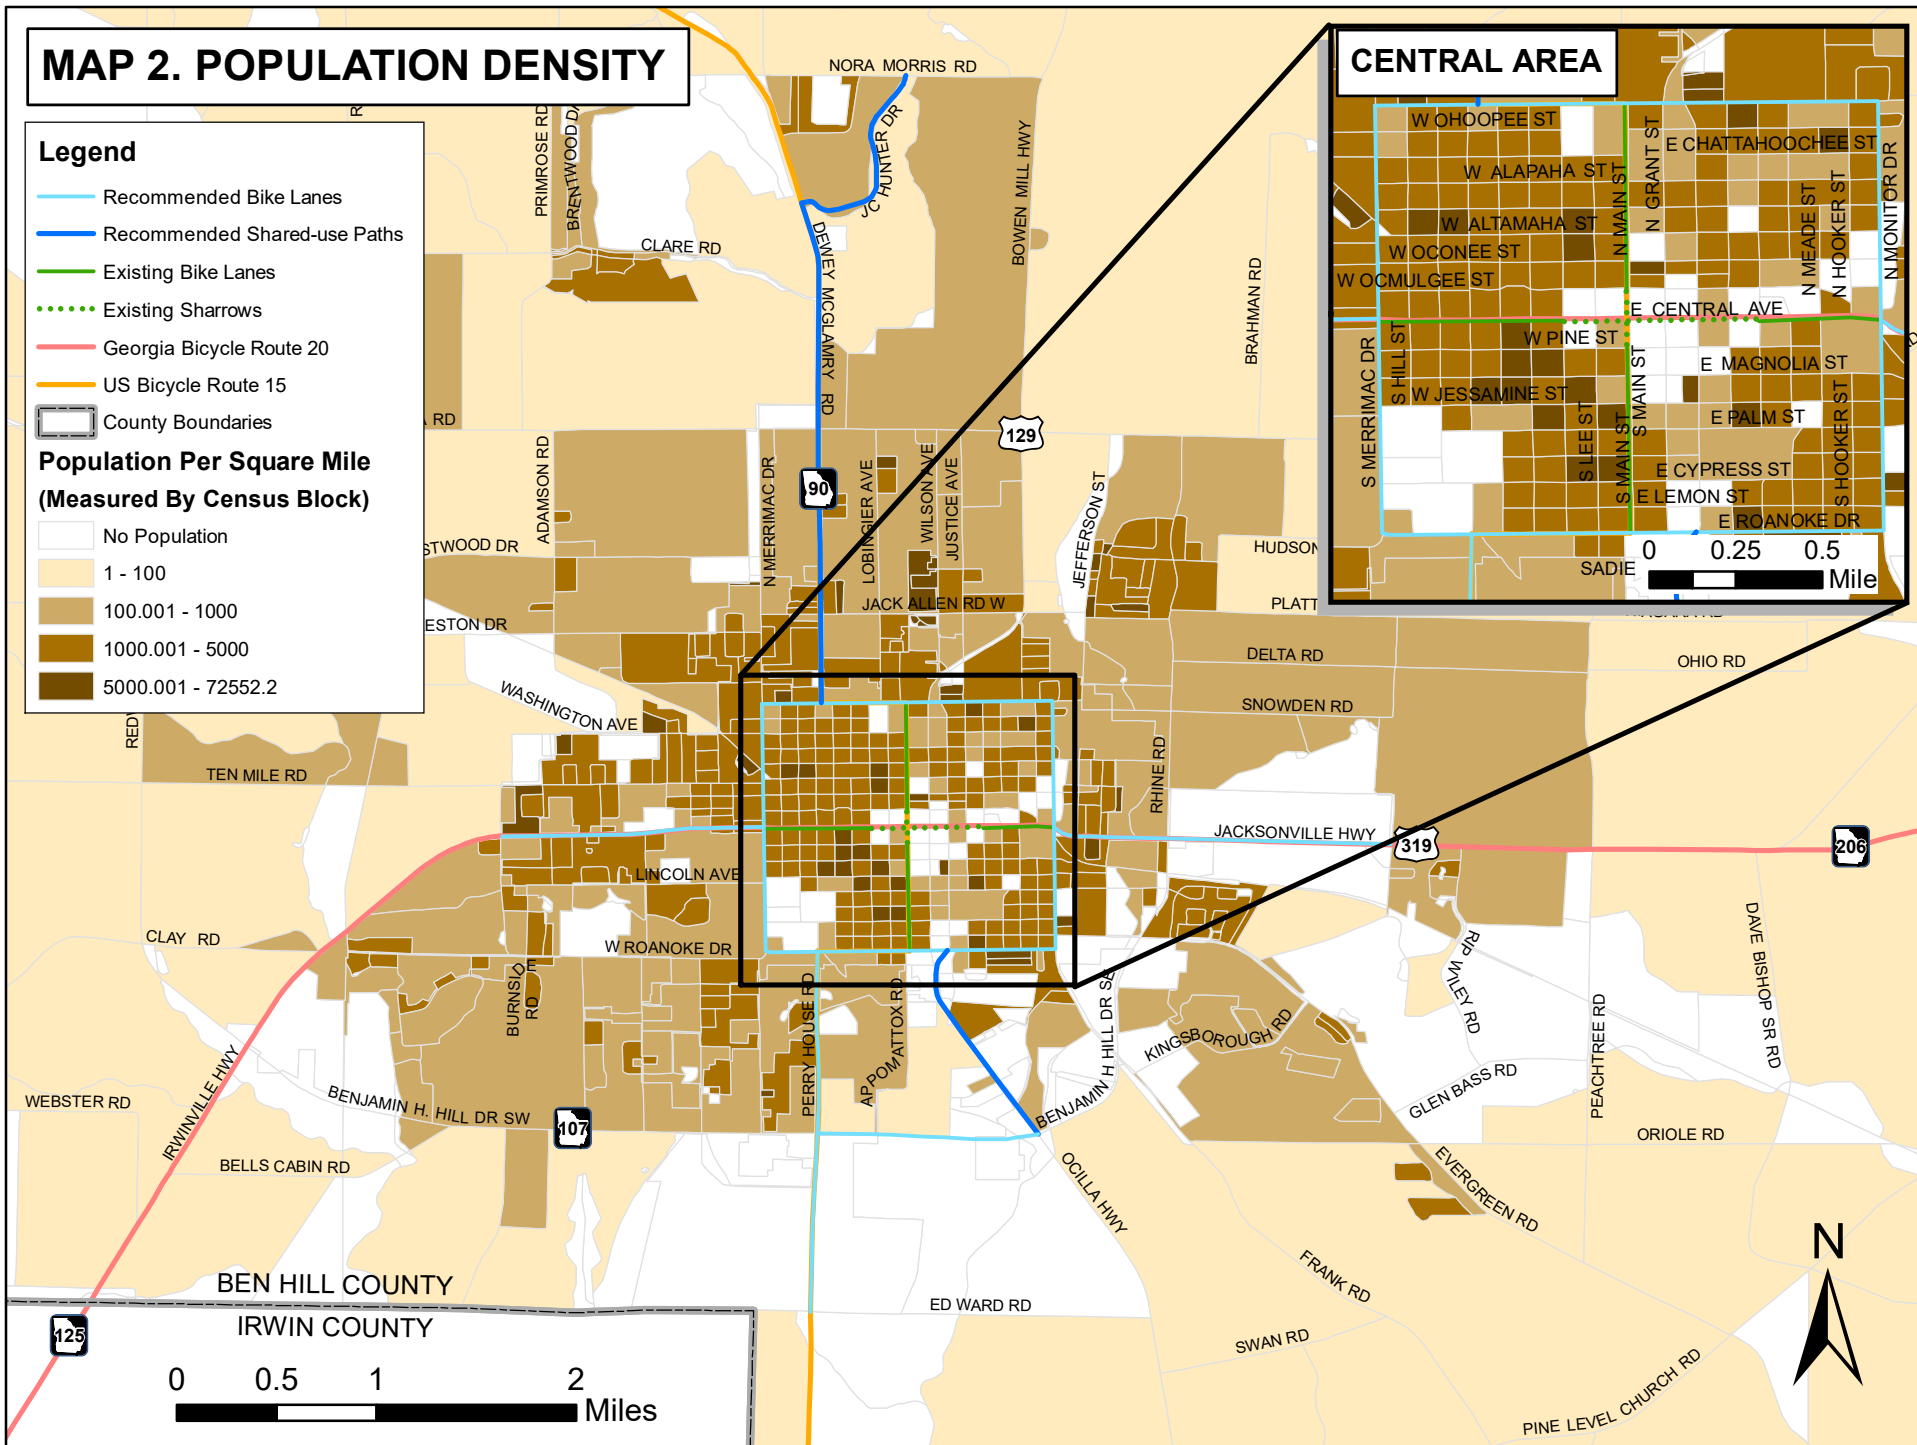 MAP 2. POPULATION DENSITY
Legend
Recommended Bike Lanes
Recommended Shared-use Paths
Existing Bike Lanes
Existing Sharrows
Georgia Bicycle Route 20
US Bicycle Route 15
County Boundaries
Population Per Square Mile
(Measured By Census Block)
No Population
1 - 100
100.001 - 1000
1000.001 - 5000
5000.001 - 72552.2
CENTRAL AREA
W OHOOPEE ST
E CHATTAHOOCHEE ST
W ALAPAHA ST
N MAIN ST
N GRANT ST
W ALTAMAHA ST
W OCONEE ST
W OCMULGEE ST
N MEADE ST
N HOOKER ST
N MONITOR DR
E CENTRAL AVE
W PINE ST
E MAGNOLIA ST
S MERRIMAC DR
S HILL ST
W JESSAMINE ST
S LEE ST
S MAIN ST
S MAIN ST
E PALM ST
E CYPRESS ST
S HOOKER ST
E LEMON ST
E ROANOKE DR
SADIE
0 0.25 0.5
Mile
NORA MORRIS RD
PRIMROSE RD
BRENTWOOD
JC HUNTER DR
BOWEN MILL HWY
CLARE RD
DEWEY MCGLAMRY RD
BRAHMAN RD
RD
129
90
ADAMSON RD
N MERRIMAC DR
LOBINGIER AVE
WILSON AVE
JUSTICE AVE
JEFFERSON ST
STWOOD DR
HUDSON
JACK ALLEN RD W
PLATT
ESTON DR
DELTA RD
OHIO RD
WASHINGTON AVE
SNOWDEN RD
TEN MILE RD
RHINE RD
JACKSONVILLE HWY
319
206
LINCOLN AVE
CLAY RD
W ROANOKE DR
BURNSIDE RD
PERRY HOUSE RD
APPOMATTOX RD
BENJAMIN H HILL DR SE
KINGSBOROUGH RD
RIP WILEY RD
DAVE BISHOP SR RD
PEACHTREE RD
GLEN BASS RD
WEBSTER RD
IRWINVILLE HWY
BENJAMIN H. HILL DR SW
107
ORIOLE RD
BELLS CABIN RD
OCILLA HWY
EVERGREEN RD
FRANK RD
BEN HILL COUNTY
IRWIN COUNTY
ED WARD RD
SWAN RD
PINE LEVEL CHURCH RD
125
0 0.5 1 2
Miles
N